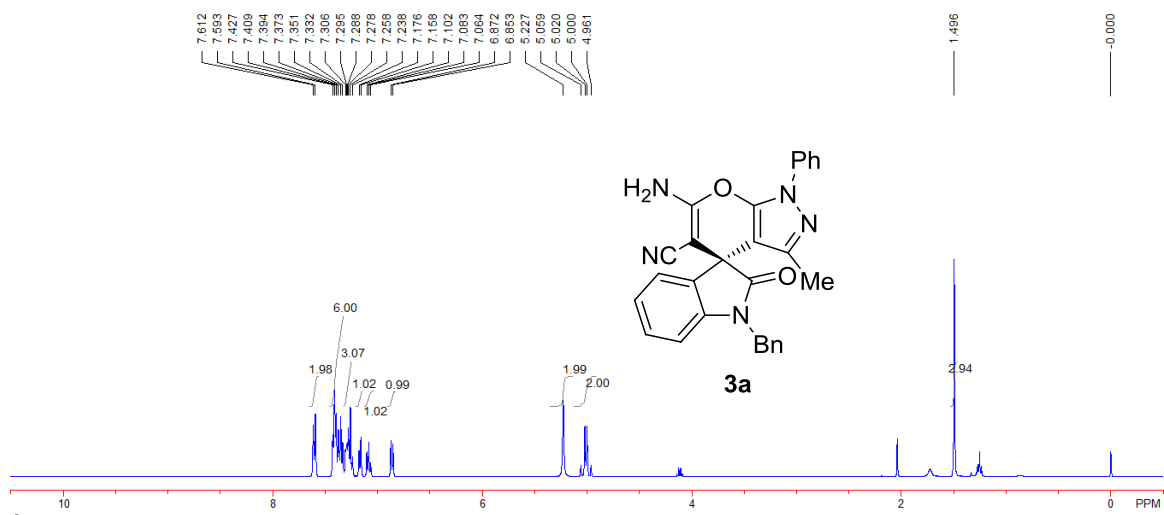 7.612 7.593 7.427 7.409 7.394 7.373 7.351 7.332 7.306 7.295 7.288 7.278 7.258 7.238 7.176 7.158 7.102 7.083 7.064 6.872 6.853 5.227 5.059 5.020 5.000 4.961 1.496 -0.000
Ph
H2N O N
N
NC
O Me
N
Bn
3a
6.00
3.07
1.98 1.02 0.99 1.99 2.94
1.02 2.00
10 8 6 4 2 0 PPM